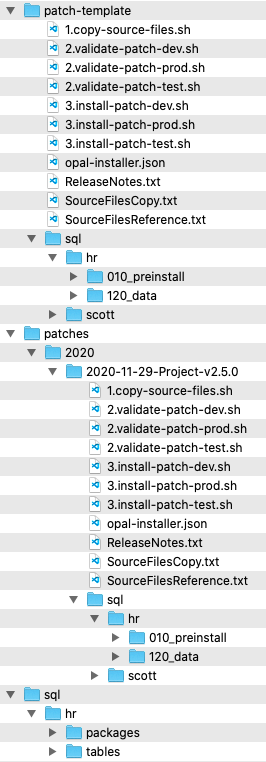 patch-template
1.copy-source-files.sh
2.validate-patch-dev.sh
2.validate-patch-prod.sh
2.validate-patch-test.sh
3.install-patch-dev.sh
3.install-patch-prod.sh
3.install-patch-test.sh
opal-installer.json
ReleaseNotes.txt
SourceFilesCopy.txt
SourceFilesReference.txt
sql
hr
010_preinstall
120_data
scott
patches
2020
2020-11-29-Project-v2.5.0
1.copy-source-files.sh
2.validate-patch-dev.sh
2.validate-patch-prod.sh
2.validate-patch-test.sh
3.install-patch-dev.sh
3.install-patch-prod.sh
3.install-patch-test.sh
opal-installer.json
ReleaseNotes.txt
SourceFilesCopy.txt
SourceFilesReference.txt
sql
hr
010_preinstall
120_data
scott
sql
hr
packages
tables